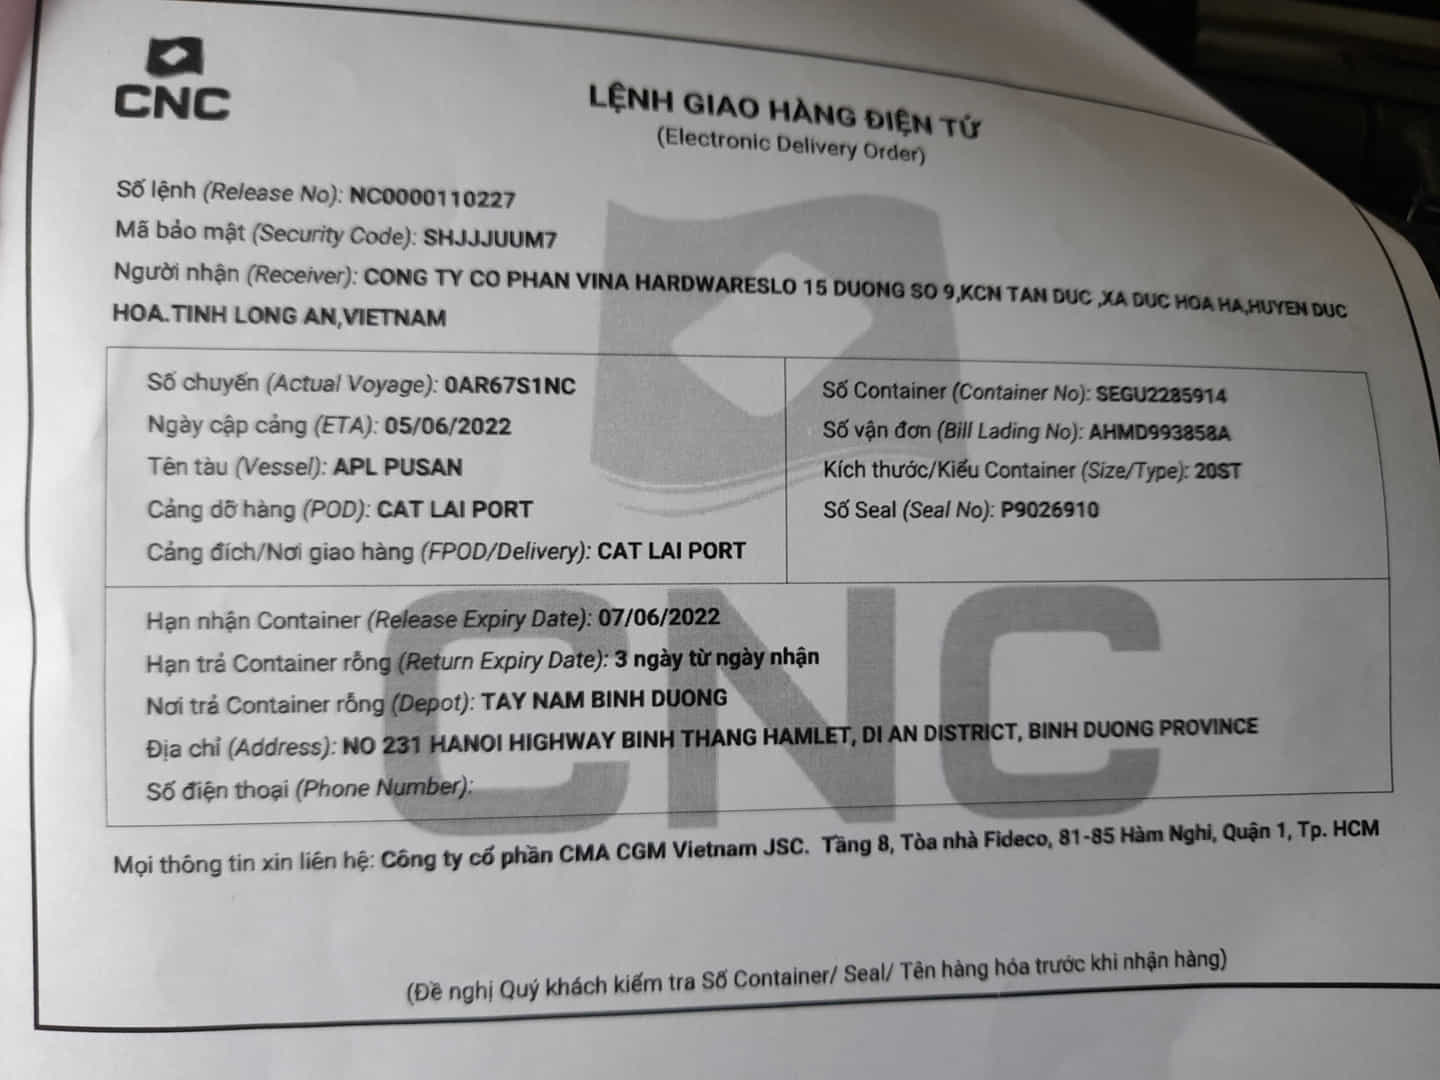 CNC
LỆNH GIAO HÀNG ĐIỆN TỬ
(Electronic Delivery Order)
Số lệnh (Release No): NC0000110227
Mã bảo mật (Security Code): SHJJJUUM7
Người nhận (Receiver): CONG TY CO PHAN VINA HARDWARESLO 15 DUONG SO 9,KCN TAN DUC ,XA DUC HOA HA,HUYEN DUC
HOA.TINH LONG AN,VIETNAM
Số chuyến (Actual Voyage): 0AR67S1NC
Ngày cập cảng (ETA): 05/06/2022
Tên tàu (Vessel): APL PUSAN
Cảng dỡ hàng (POD): CAT LAI PORT
Cảng đích/Nơi giao hàng (FPOD/Delivery): CAT LAI PORT
Số Container (Container No): SEGU2285914
Số vận đơn (Bill Lading No): AHMD993858A
Kích thước/Kiểu Container (Size/Type): 20ST
Số Seal (Seal No): P9026910
Hạn nhận Container (Release Expiry Date): 07/06/2022
Hạn trả Container rỗng (Return Expiry Date): 3 ngày từ ngày nhận
Nơi trả Container rỗng (Depot): TAY NAM BINH DUONG
Địa chỉ (Address): NO 231 HANOI HIGHWAY BINH THANG HAMLET, DI AN DISTRICT, BINH DUONG PROVINCE
Số điện thoại (Phone Number):
CNC
Mọi thông tin xin liên hệ: Công ty cổ phần CMA CGM Vietnam JSC. Tầng 8, Tòa nhà Fideco, 81-85 Hàm Nghi, Quận 1, Tp. HCM
(Đề nghị Quý khách kiểm tra Số Container/ Seal/ Tên hàng hóa trước khi nhận hàng)